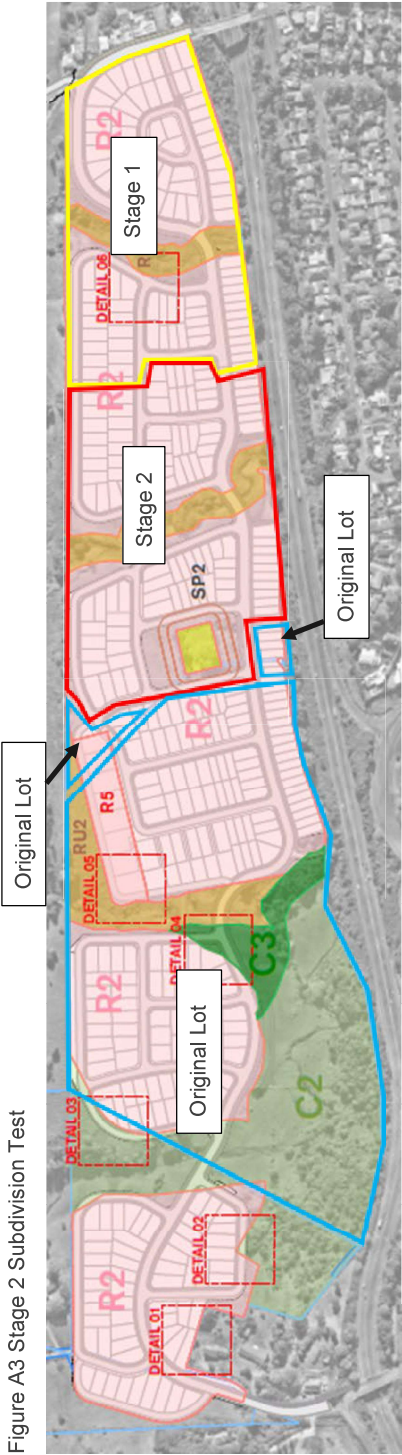 Figure A3 Stage 2 Subdivision Test
R2
DETAIL 01
DETAIL 02
DETAIL 03
R2
Original Lot
C2
C3
DETAIL 04
DETAIL 05
RU2
R5
Original Lot
R2
SP2
Original Lot
Stage 2
R2
DETAIL 06
R
Stage 1
R2